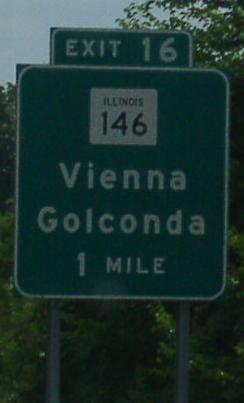 EXIT 16
ILLINOIS
146
Vienna
Golconda
1 MILE